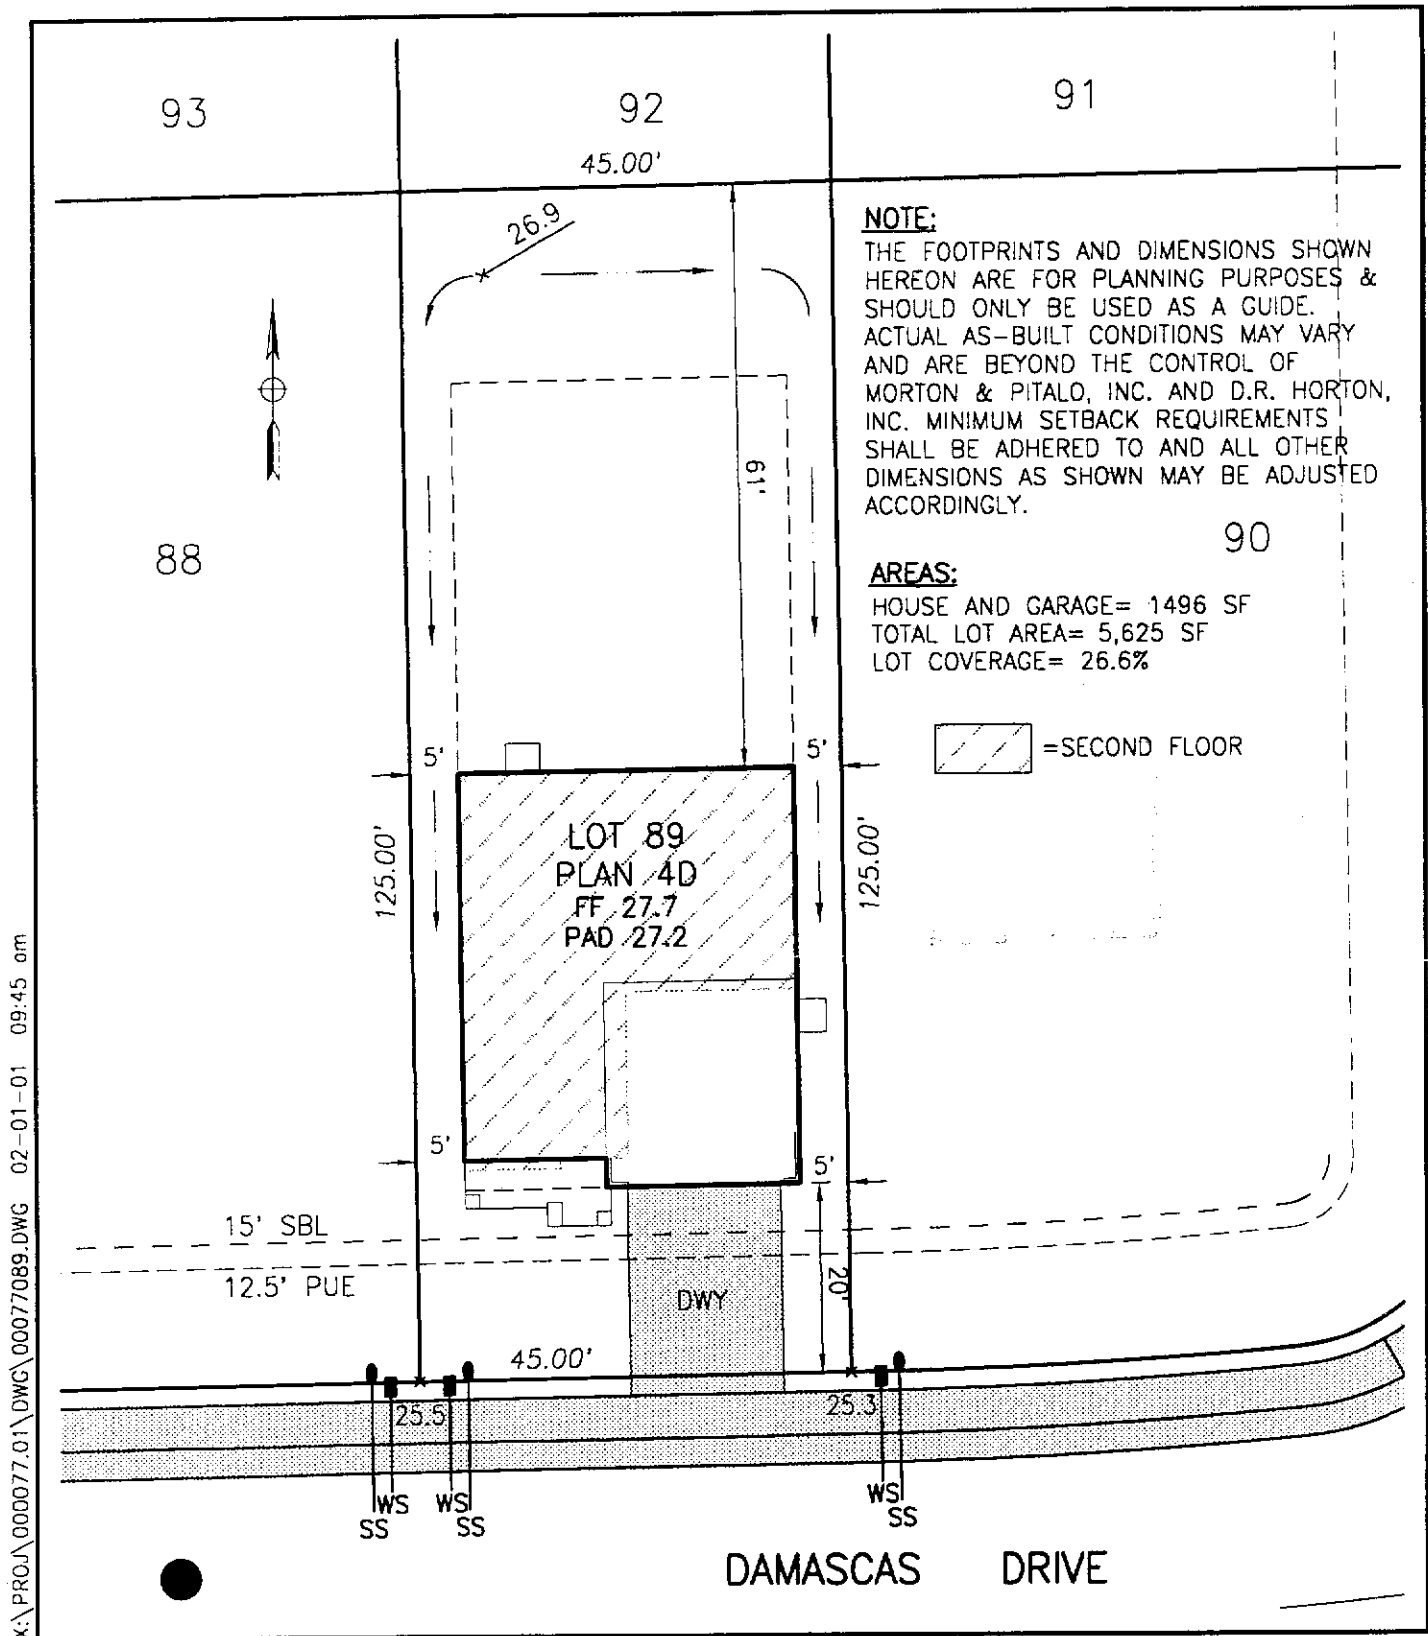 93
92
91
45.00'
26.9
NOTE:
THE FOOTPRINTS AND DIMENSIONS SHOWN
HEREON ARE FOR PLANNING PURPOSES &
SHOULD ONLY BE USED AS A GUIDE.
ACTUAL AS-BUILT CONDITIONS MAY VARY
AND ARE BEYOND THE CONTROL OF
MORTON & PITALO, INC. AND D.R. HORTON,
INC. MINIMUM SETBACK REQUIREMENTS
SHALL BE ADHERED TO AND ALL OTHER
DIMENSIONS AS SHOWN MAY BE ADJUSTED
ACCORDINGLY.
61'
88
90
AREAS:
HOUSE AND GARAGE= 1496 SF
TOTAL LOT AREA= 5,625 SF
LOT COVERAGE= 26.6%
=SECOND FLOOR
5'
5'
125.00'
LOT 89
PLAN 4D
FF 27.7
PAD 27.2
125.00'
5'
5'
15' SBL
12.5' PUE
DWY
20'
45.00'
25.5
25.3
WS
SS
WS
SS
WS
SS
DAMASCAS DRIVE
X:\PROJ\000077.01\DWG\00077089.DWG 02-01-01 09:45 am